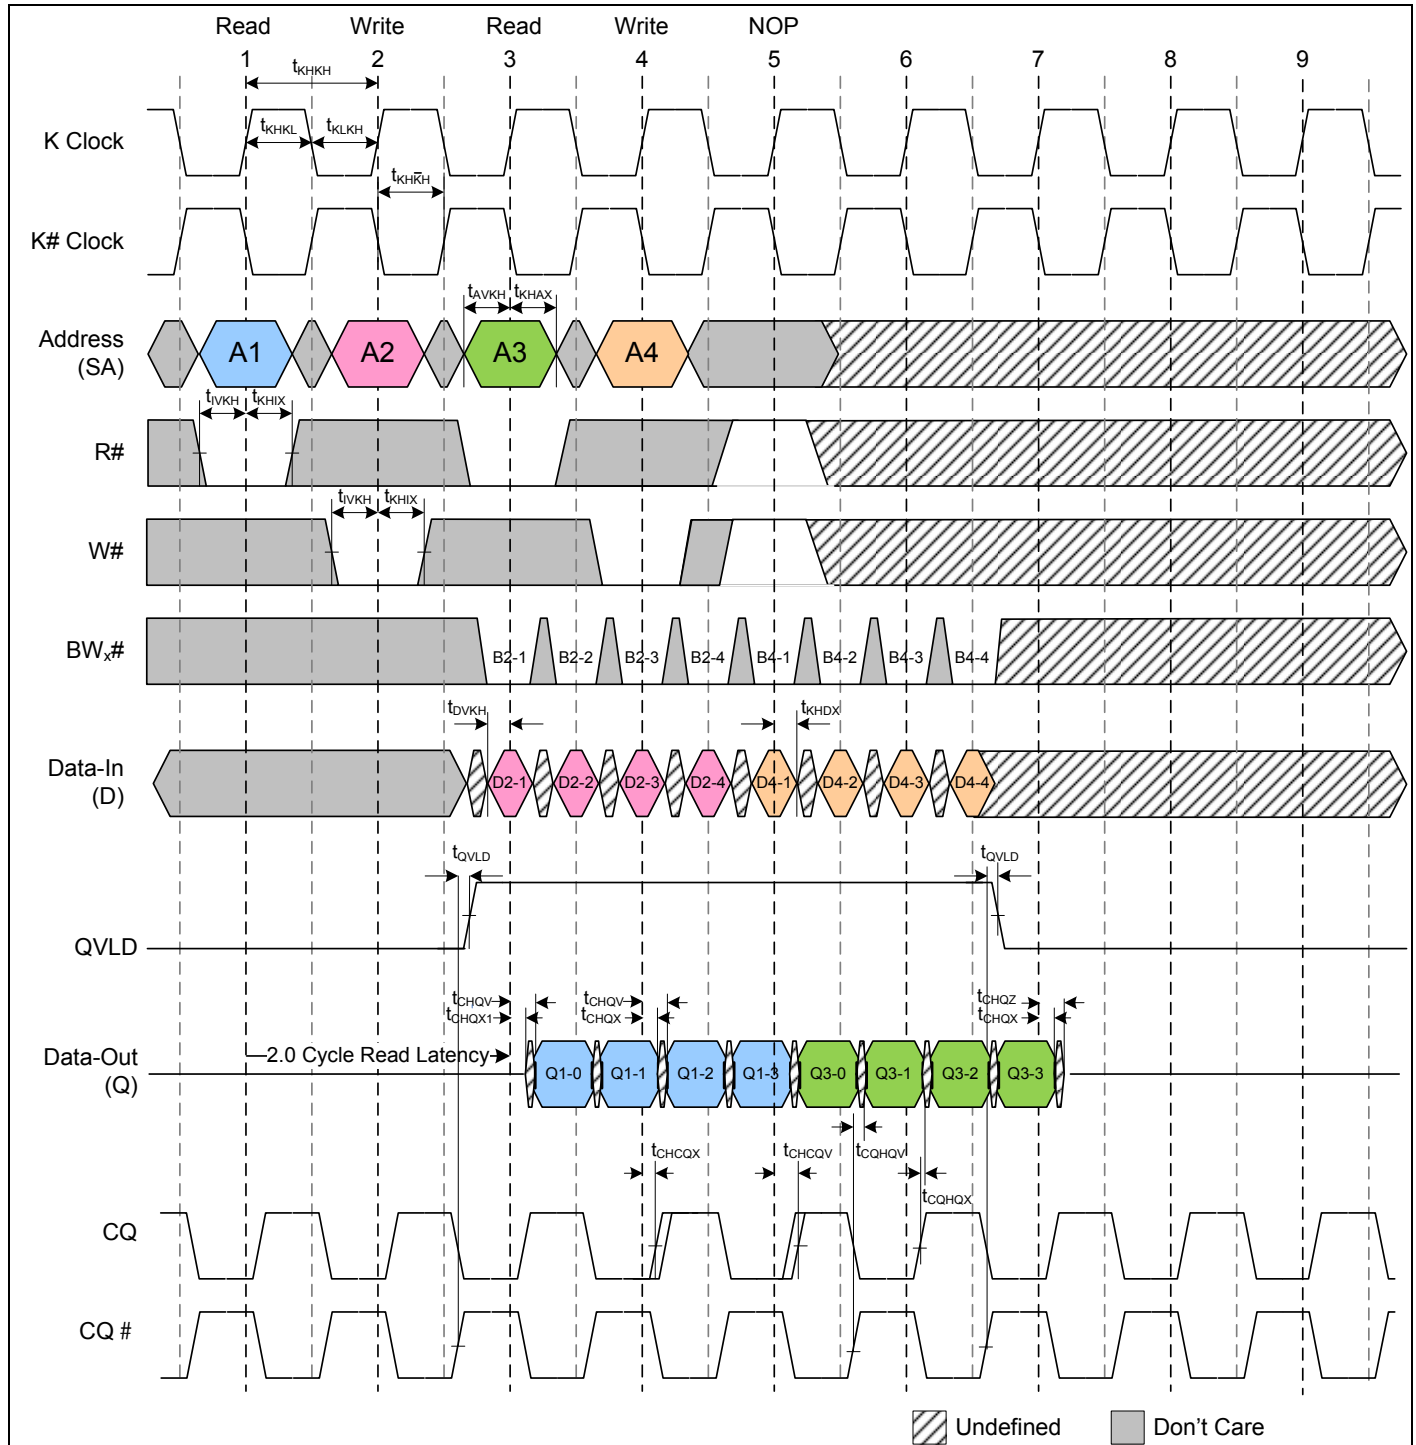 Read Write Read Write NOP
1 2 3 4 5 6 7 8 9
tKHKH
K Clock
tKHKL tKLKH
tKHK̅H
K# Clock
tAVKH tKHAX
Address
(SA)
A1 A2 A3 A4
tIVKH tKHIX
R#
tIVKH tKHIX
W#
BWx#
B2-1 B2-2 B2-3 B2-4 B4-1 B4-2 B4-3 B4-4
tDVKH tKHDX
Data-In
(D)
D2-1 D2-2 D2-3 D2-4 D4-1 D4-2 D4-3 D4-4
tQVLD tQVLD
QVLD
tCHQV tCHQV tCHQZ
tCHQX1 tCHQX tCHQX
Data-Out
(Q)
2.0 Cycle Read Latency
Q1-0 Q1-1 Q1-2 Q1-3 Q3-0 Q3-1 Q3-2 Q3-3
tCHCQX tCHCQV tCQHQV
tCQHQX
CQ
CQ #
Undefined Don't Care